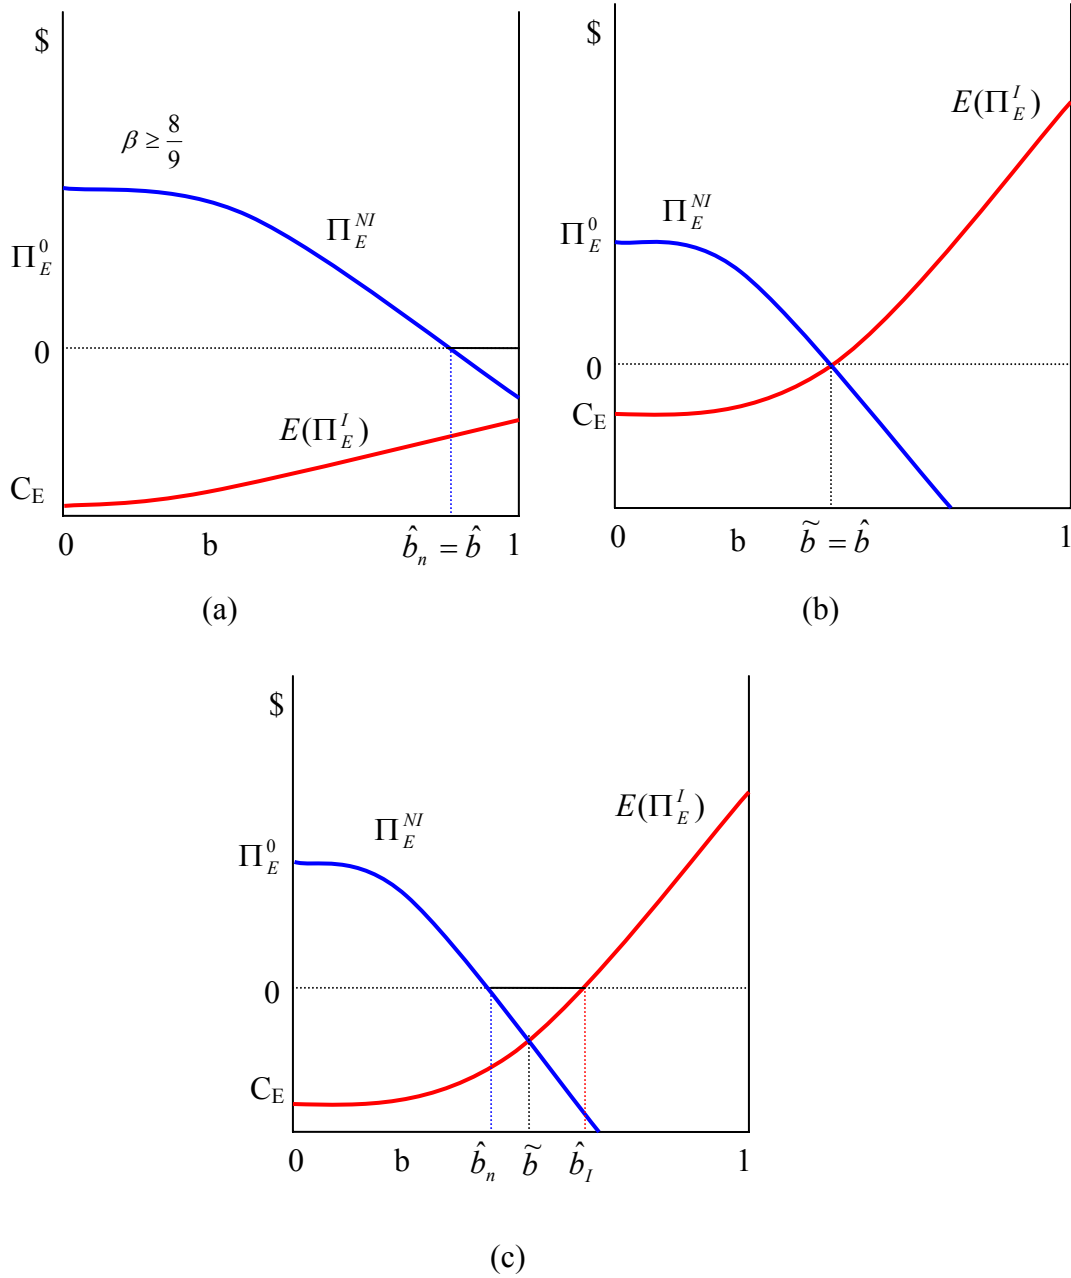 $
β ≥ 8/9
Π_E^{NI}
Π_E^0
0
E(Π_E^I)
C_E
0 b b̂_n = b̂ 1
(a)
$
E(Π_E^I)
Π_E^{NI}
Π_E^0
0
C_E
0 b b̃ = b̂ 1
(b)
$
E(Π_E^I)
Π_E^{NI}
Π_E^0
0
C_E
0 b b̂_n b̃ b̂_I 1
(c)